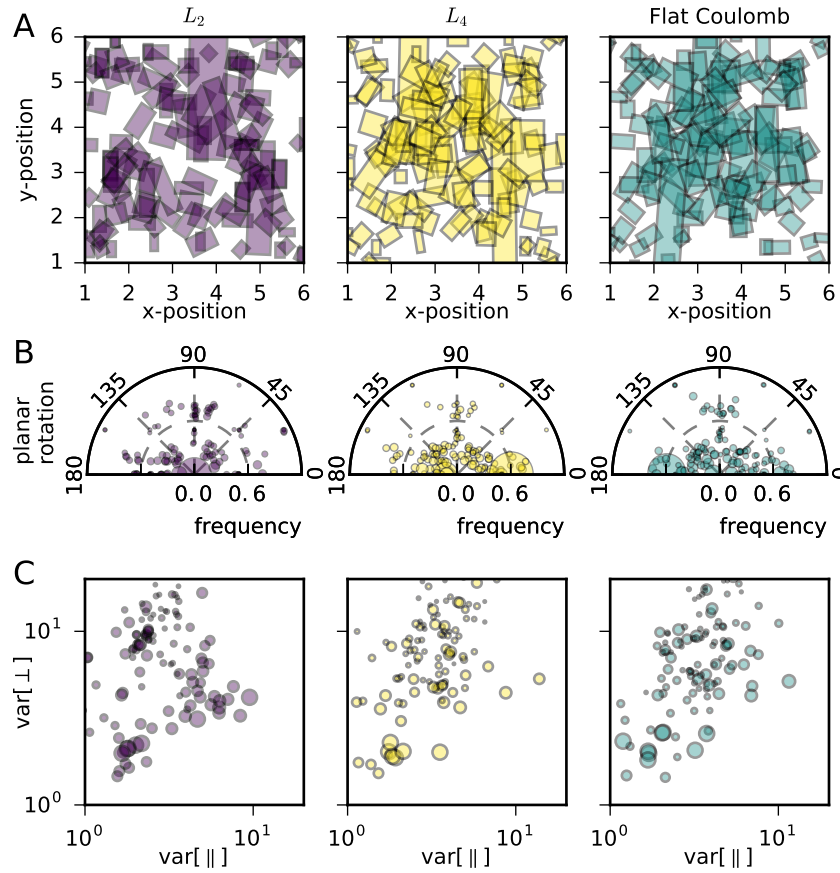 A
L₂
L₄
Flat Coulomb
y-position
6
5
4
3
2
1
1 2 3 4 5 6
1 2 3 4 5 6
1 2 3 4 5 6
x-position
x-position
x-position
B
planar
rotation
180 135 90 45 0
180 135 90 45 0
180 135 90 45 0
0.0 0.6
0.0 0.6
0.0 0.6
frequency
frequency
frequency
C
var[⊥]
10¹
10⁰
10⁰ 10¹
10⁰ 10¹
10⁰ 10¹
var[∥]
var[∥]
var[∥]